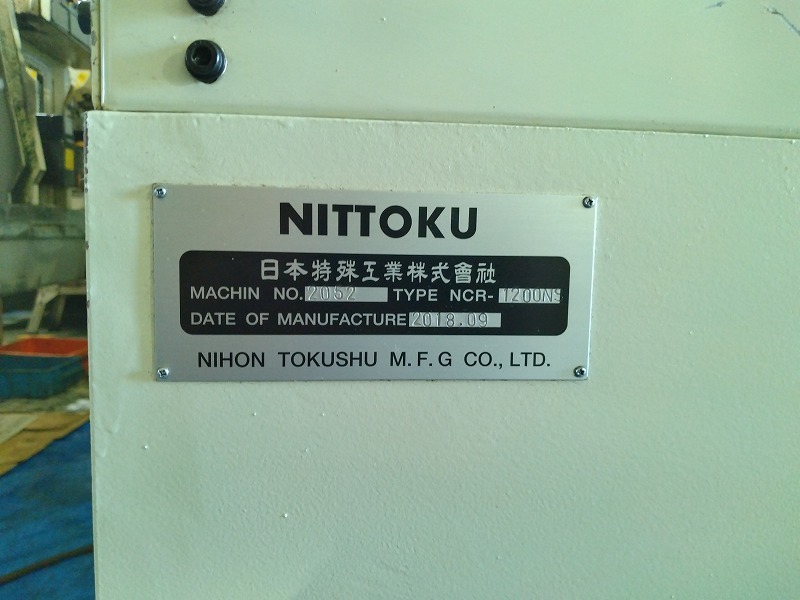 NITTOKU
日本特殊工業株式會社
MACHIN NO. 2052 TYPE NCR-1200NS
DATE OF MANUFACTURE 2018.09
NIHON TOKUSHU M.F.G CO., LTD.